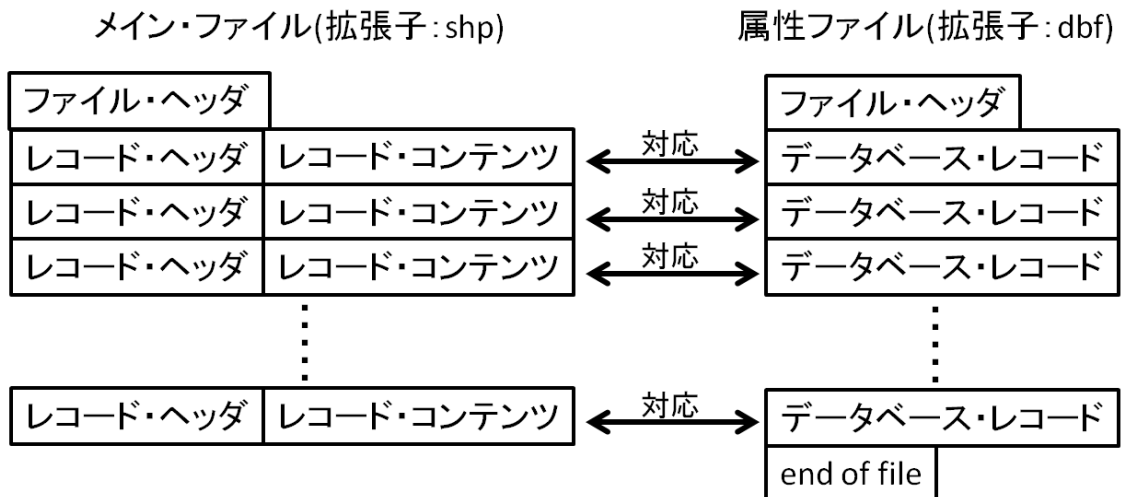 メイン・ファイル(拡張子:shp) 属性ファイル(拡張子:dbf)
ファイル・ヘッダ ファイル・ヘッダ
レコード・ヘッダ レコード・コンテンツ 対応 データベース・レコード
レコード・ヘッダ レコード・コンテンツ 対応 データベース・レコード
レコード・ヘッダ レコード・コンテンツ 対応 データベース・レコード
レコード・ヘッダ レコード・コンテンツ 対応 データベース・レコード
end of file